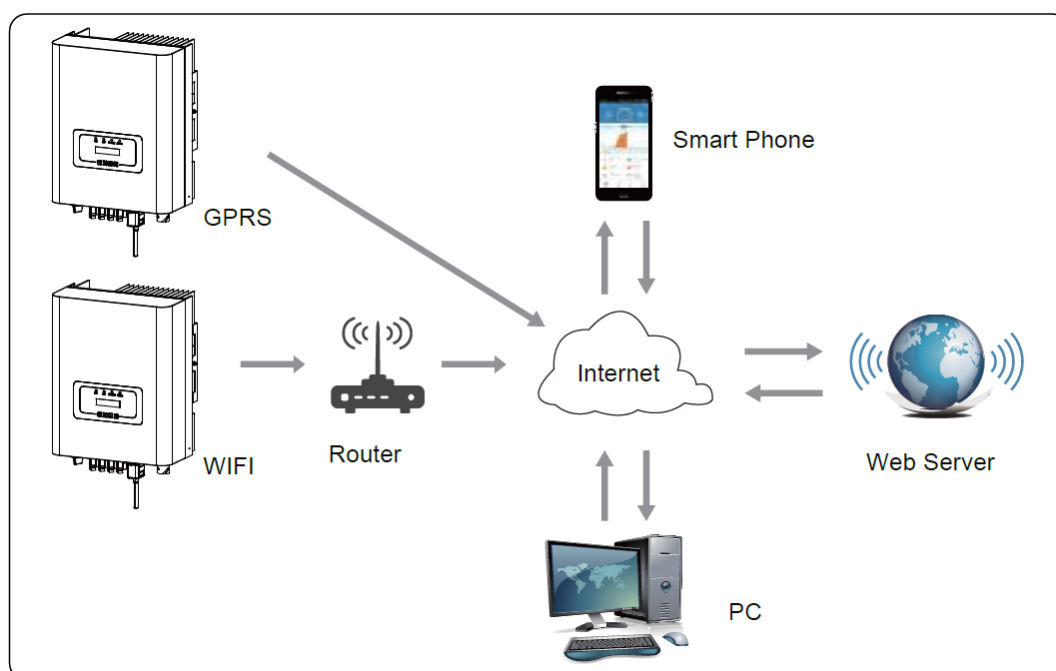 Smart Phone
GPRS
Internet
Router
WIFI
Web Server
PC